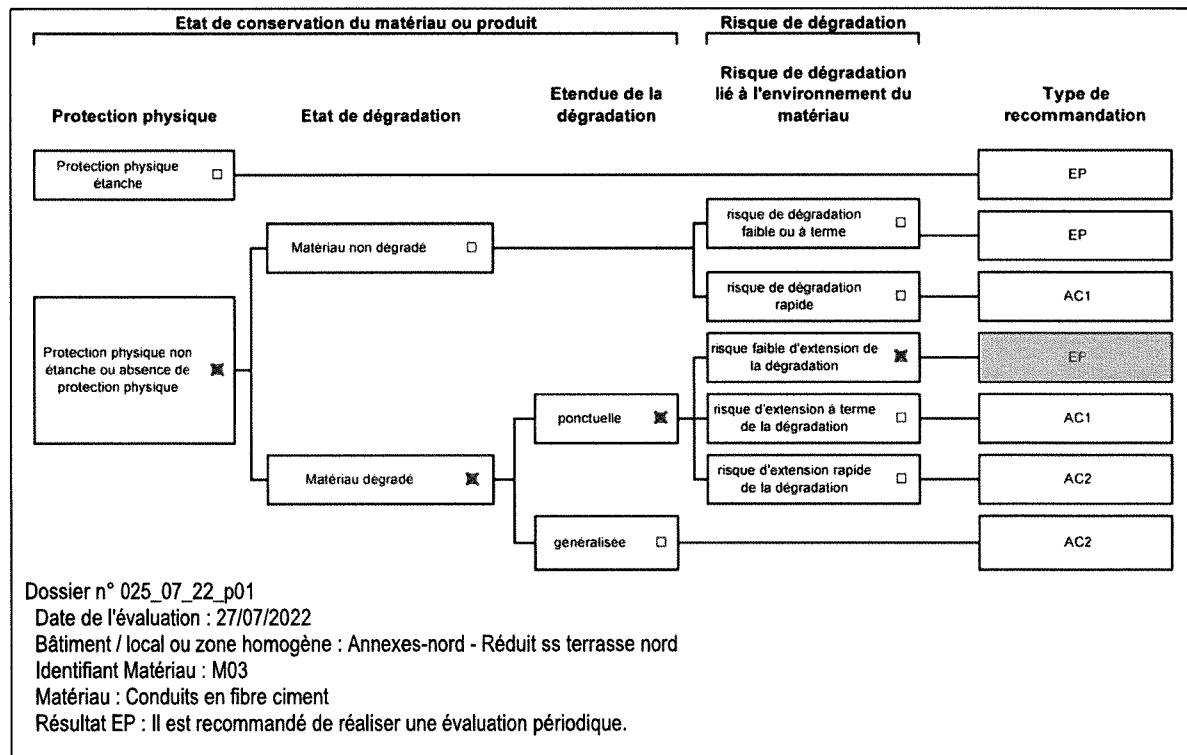 Etat de conservation du matériau ou produit
Risque de dégradation
Protection physique
Etat de dégradation
Etendue de la
dégradation
Risque de dégradation
lié à l'environnement du
matériau
Type de
recommandation
Protection physique
étanche
EP
Matériau non dégradé
risque de dégradation
faible ou à terme
EP
risque de dégradation
rapide
AC1
Protection physique non
étanche ou absence de
protection physique
risque faible d'extension de
la dégradation
EP
ponctuelle
risque d'extension à terme
de la dégradation
AC1
Matériau dégradé
risque d'extension rapide
de la dégradation
AC2
généralisée
AC2
Dossier n° 025_07_22_p01
Date de l'évaluation : 27/07/2022
Bâtiment / local ou zone homogène : Annexes-nord - Réduit ss terrasse nord
Identifiant Matériau : M03
Matériau : Conduits en fibre ciment
Résultat EP : Il est recommandé de réaliser une évaluation périodique.